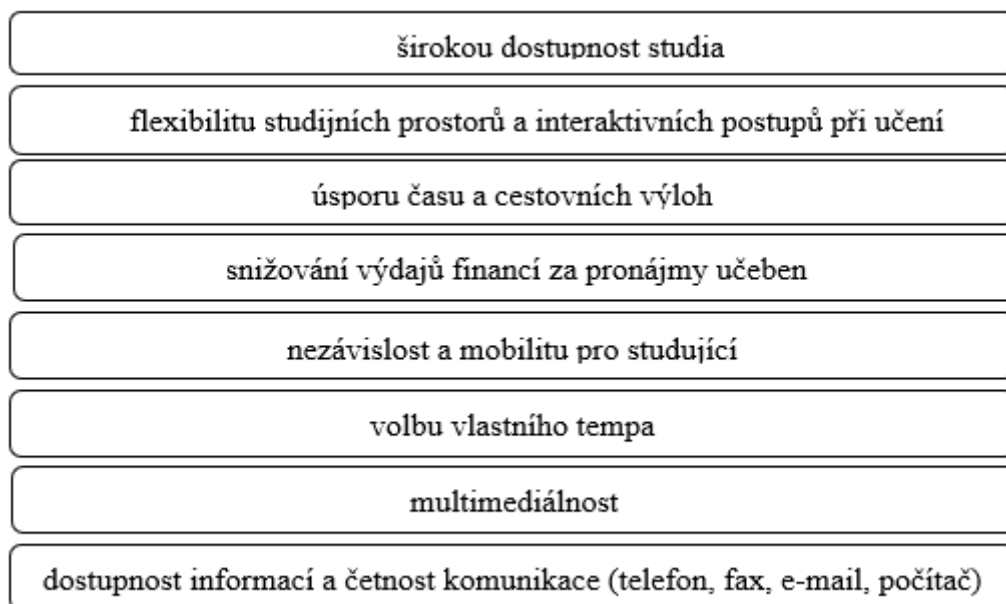 širokou dostupnost studia
flexibilitu studijních prostorů a interaktivních postupů při učení
úsporu času a cestovních výloh
snižování výdajů financí za pronájmy učeben
nezávislost a mobilitu pro studující
volbu vlastního tempa
multimediálnost
dostupnost informací a četnost komunikace (telefon, fax, e-mail, počítač)